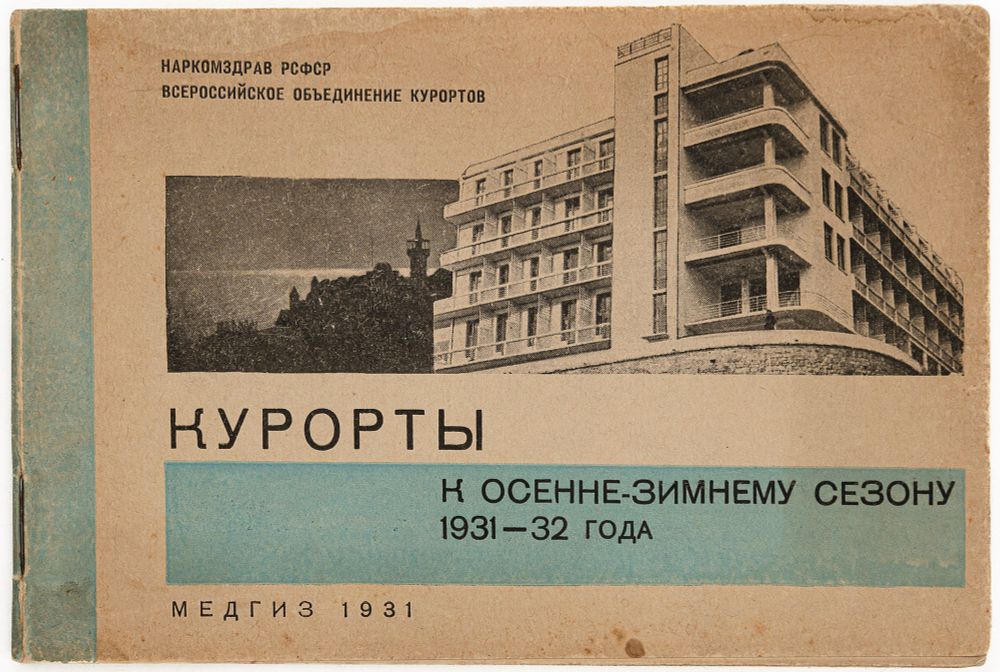 НАРКОМЗДРАВ РСФСР
ВСЕРОССИЙСКОЕ ОБЪЕДИНЕНИЕ КУРОРТОВ
КУРОРТЫ
К ОСЕННЕ-ЗИМНЕМУ СЕЗОНУ
1931—32 ГОДА
МЕДГИЗ 1931